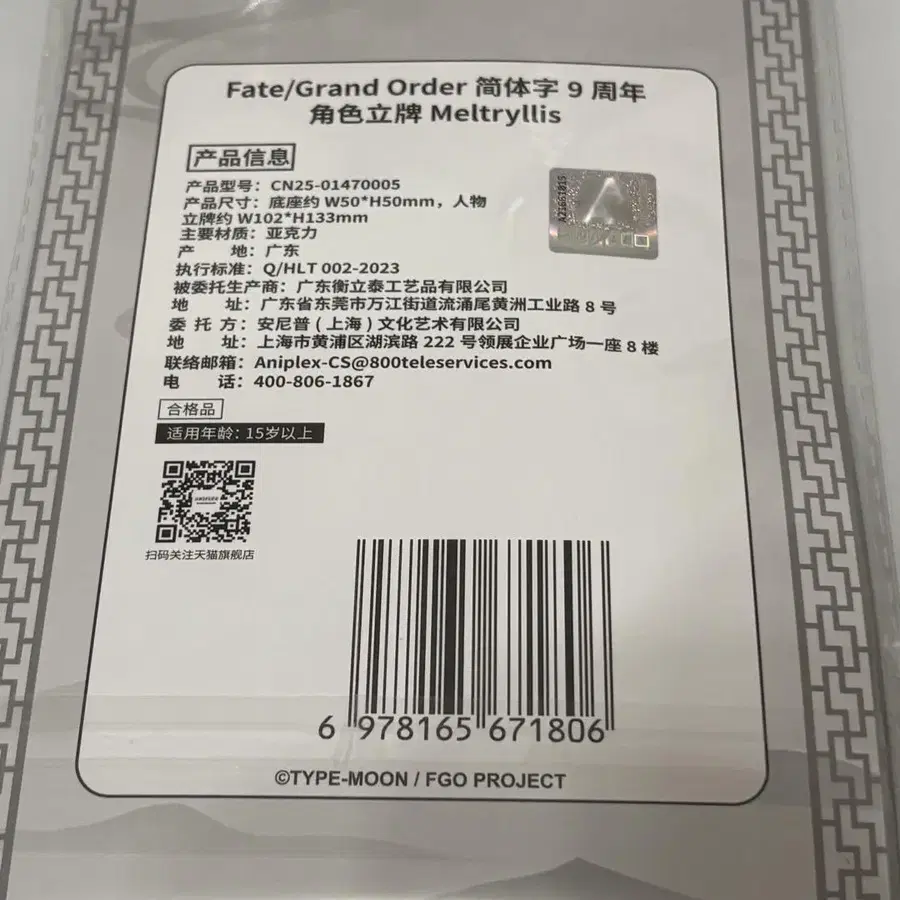 Fate/Grand Order 简体字 9 周年
角色立牌 Meltryllis
产品信息
产品型号：CN25-01470005
产品尺寸：底座约 W50*H50mm，人物
立牌约 W102*H133mm
主要材质：亚克力
产 地：广东
执行标准：Q/HLT 002-2023
被委托生产商：广东衡立泰工艺品有限公司
地 址：广东省东莞市万江街道流涌尾黄洲工业路 8 号
委 托 方：安尼普（上海）文化艺术有限公司
地 址：上海市黄浦区湖滨路 222 号领展企业广场一座 8 楼
联络邮箱：Aniplex-CS@800teleservices.com
电 话：400-806-1867
合格品
适用年龄：15岁以上
扫码关注天猫旗舰店
6 978165 671806
©TYPE-MOON / FGO PROJECT